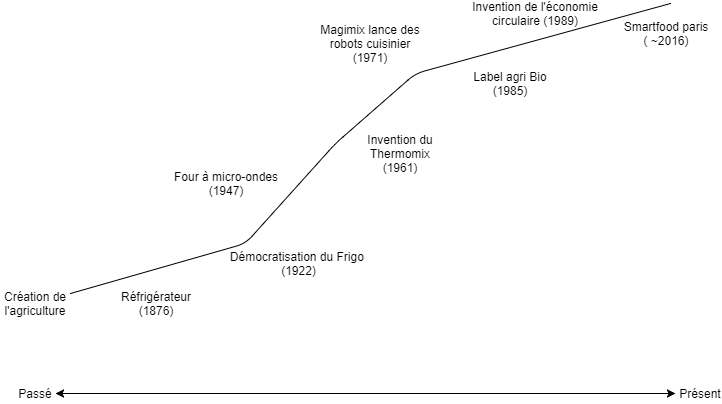 Invention de l'économie
circulaire (1989)
Smartfood paris
( ~2016)
Magimix lance des
robots cuisinier
(1971)
Label agri Bio
(1985)
Invention du
Thermomix
(1961)
Four à micro-ondes
(1947)
Démocratisation du Frigo
(1922)
Création de
l'agriculture
Réfrigérateur
(1876)
Passé
Présent